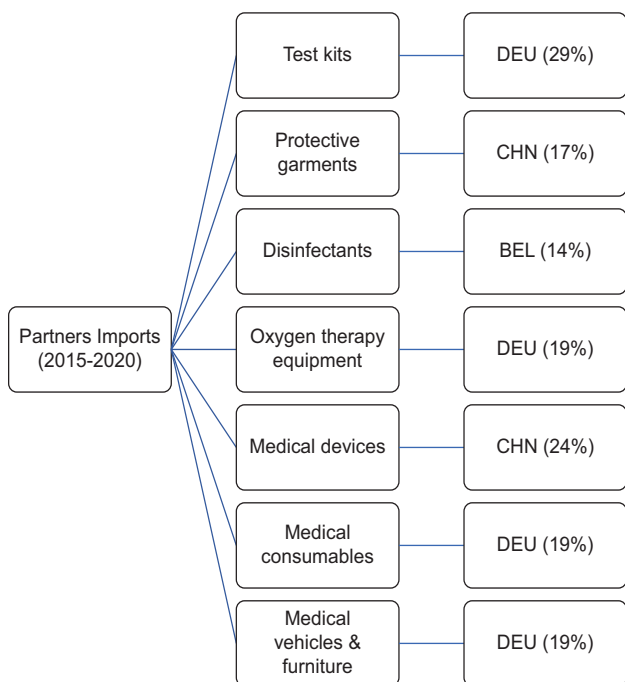 Test kits
DEU (29%)
Protective
garments
CHN (17%)
Disinfectants
BEL (14%)
Partners Imports
(2015-2020)
Oxygen therapy
equipment
DEU (19%)
Medical devices
CHN (24%)
Medical
consumables
DEU (19%)
Medical
vehicles &
furniture
DEU (19%)